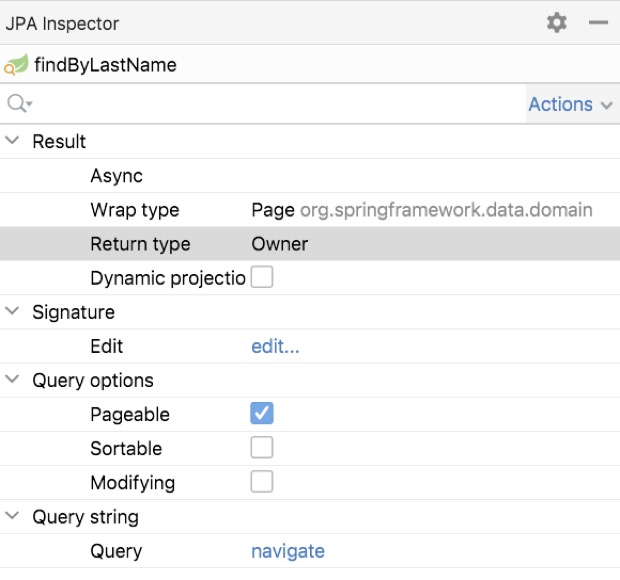 JPA Inspector
findByLastName
Actions
Result
Async
Wrap type Page org.springframework.data.domain
Return type Owner
Dynamic projectio
Signature
Edit edit...
Query options
Pageable
Sortable
Modifying
Query string
Query navigate